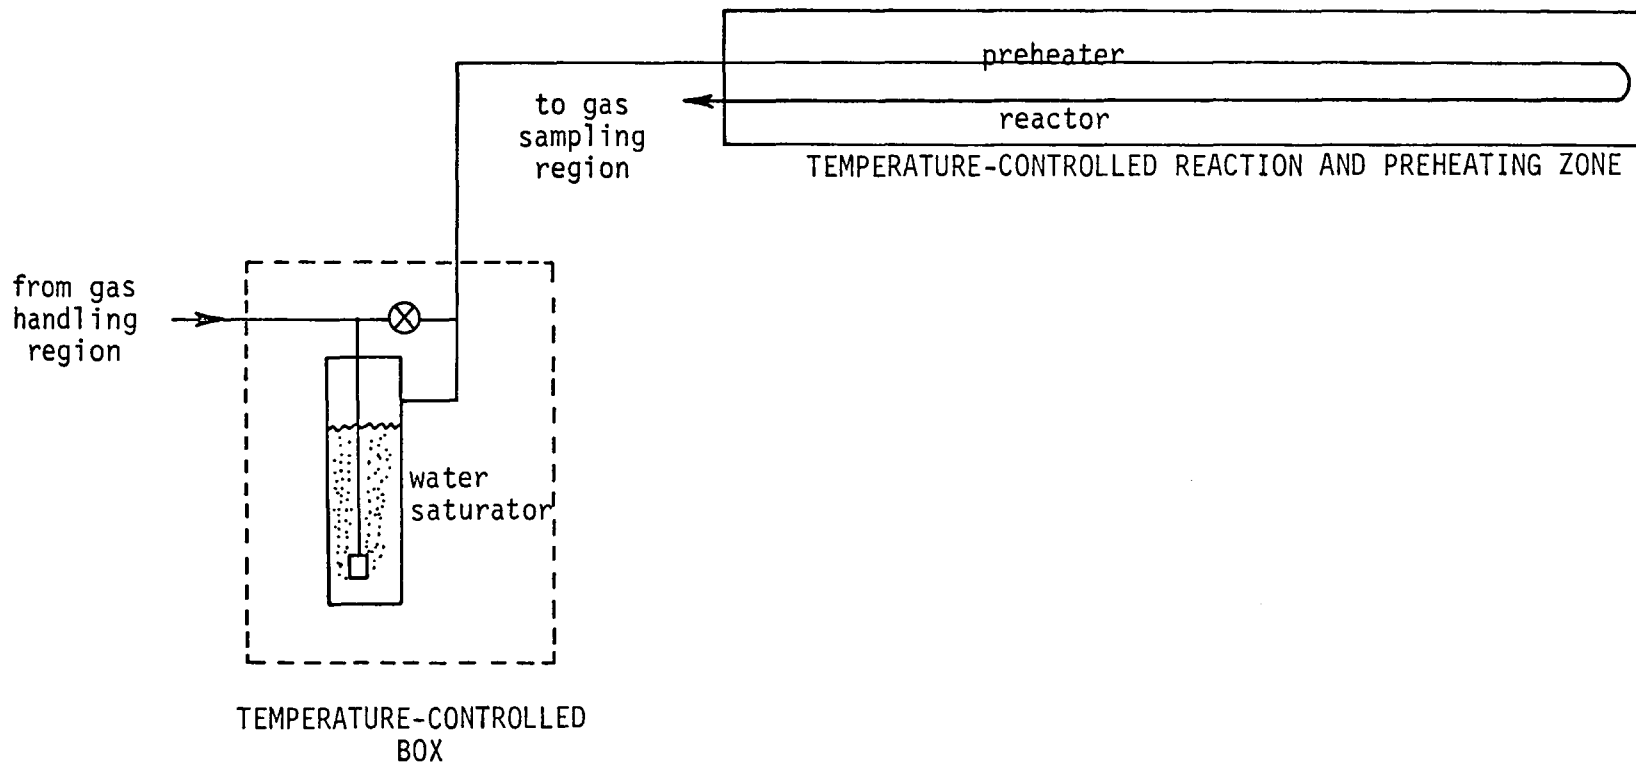 preheater
to gas
sampling
region
reactor
TEMPERATURE-CONTROLLED REACTION AND PREHEATING ZONE
from gas
handling
region
water
saturator
TEMPERATURE-CONTROLLED
BOX